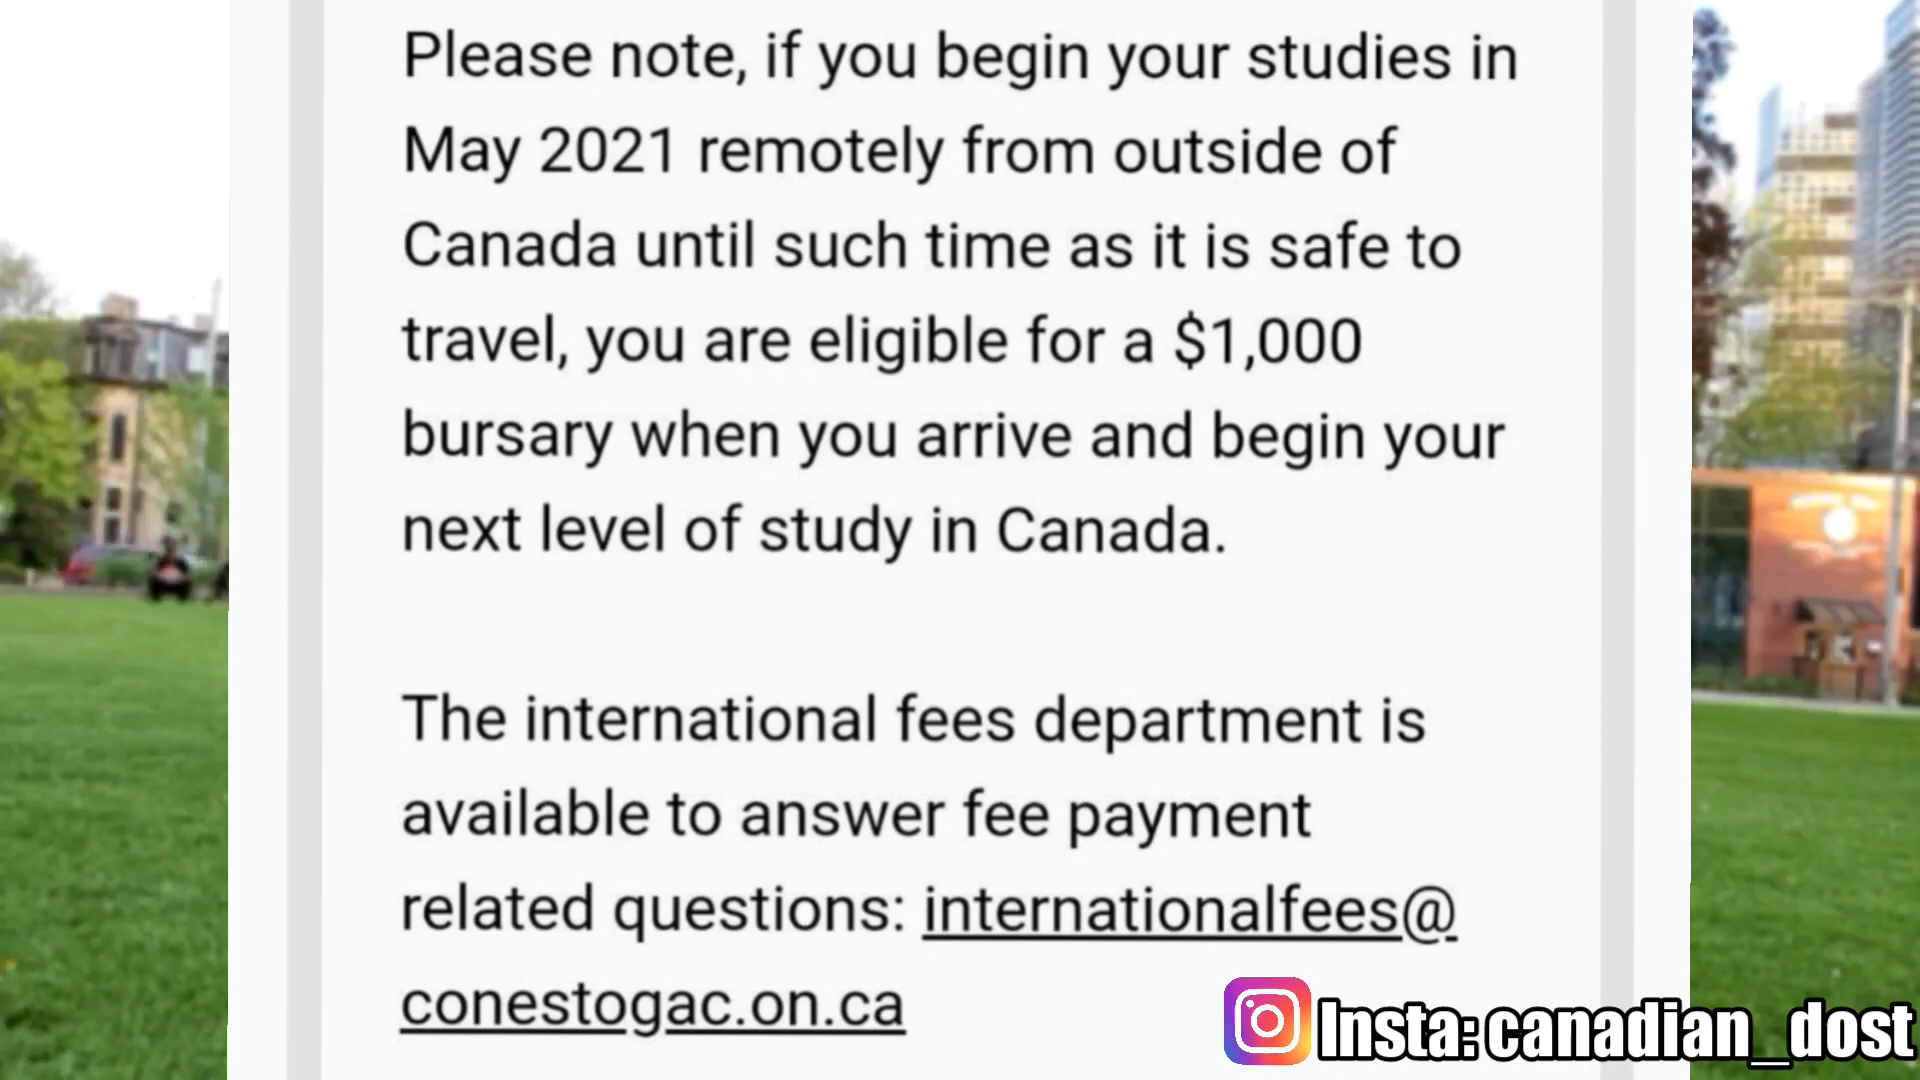 Please note, if you begin your studies in
May 2021 remotely from outside of
Canada until such time as it is safe to
travel, you are eligible for a $1,000
bursary when you arrive and begin your
next level of study in Canada.
The international fees department is
available to answer fee payment
related questions: internationalfees@
conestogac.on.ca
Insta: canadian_dost